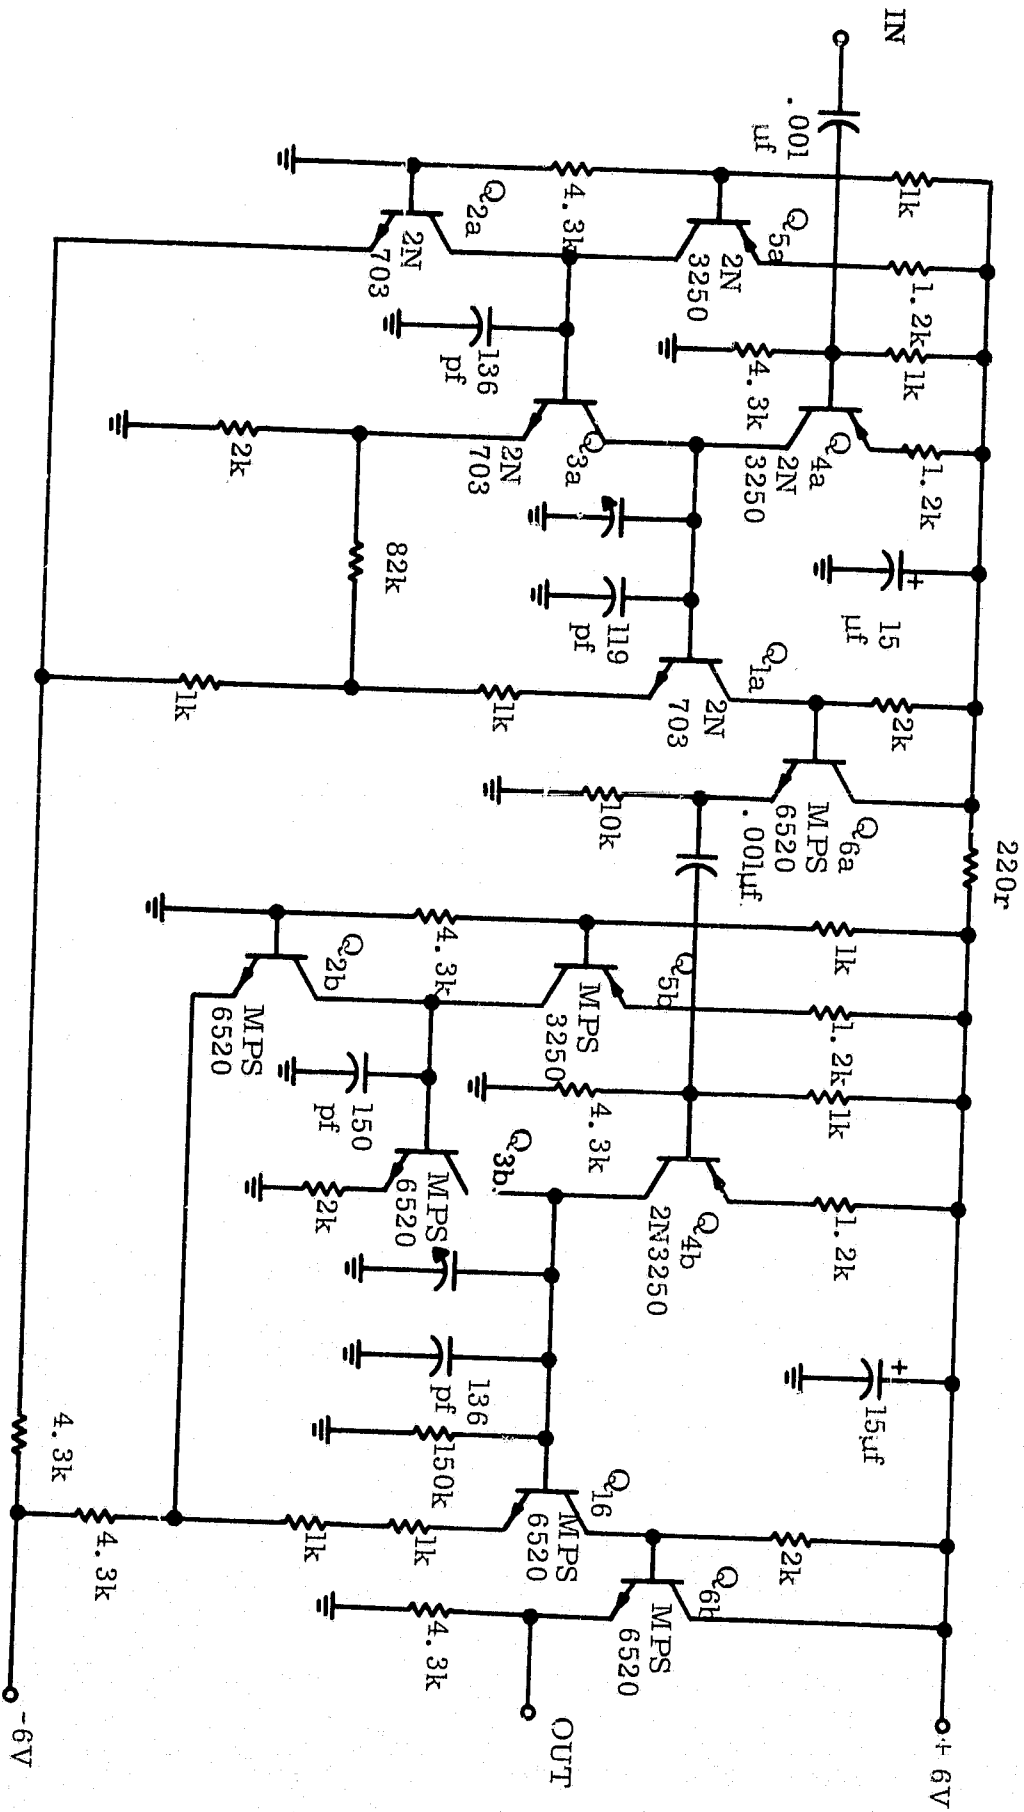 IN
.001
µf
1k
4.3k
Q2a
2N
703
Q5a
2N
3250
1.2k
1k
4.3k
136
pf
Q3a
2N
703
Q4a
2N
3250
1.2k
2k
82k
119
pf
15
µf
+
1k
1k
Q1a
2N
703
2k
Q6a
MPS
6520
10k
.001µf
220r
1k
4.3k
Q2b
MPS
6520
Q5b
MPS
3250
1.2k
1k
4.3k
150
pf
Q3b
MPS
6520
2k
Q4b
2N3250
1.2k
136
pf
150k
15µf
+
4.3k
4.3k
1k
1k
Q16
MPS
6520
2k
Q6b
MPS
6520
4.3k
OUT
-6V
+ 6V